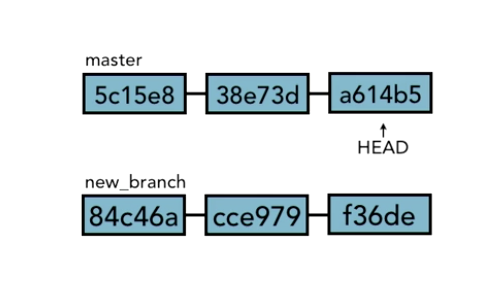 master
5c15e8 38e73d a614b5
HEAD
new_branch
84c46a cce979 f36de